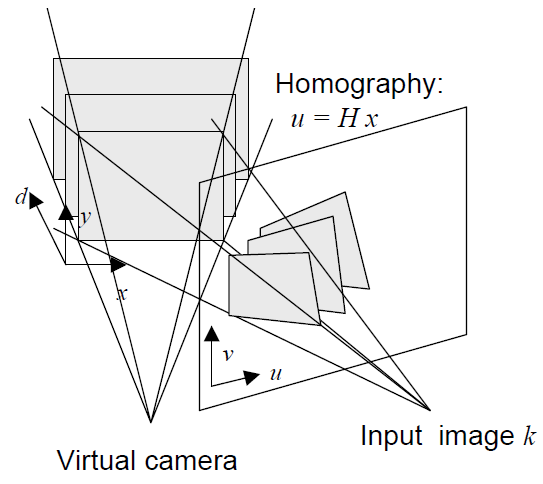 Homography:
u = H x
d
y
x
v
u
Input image k
Virtual camera